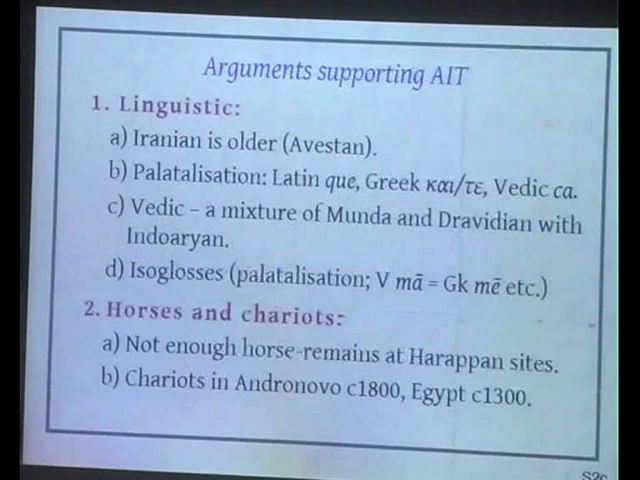 Arguments supporting AIT
1. Linguistic:
a) Iranian is older (Avestan).
b) Palatalisation: Latin que, Greek και/τε, Vedic ca.
c) Vedic – a mixture of Munda and Dravidian with
Indoaryan.
d) Isoglosses (palatalisation; V mā = Gk mē etc.)
2. Horses and chariots:
a) Not enough horse-remains at Harappan sites.
b) Chariots in Andronovo c1800, Egypt c1300.
S2c